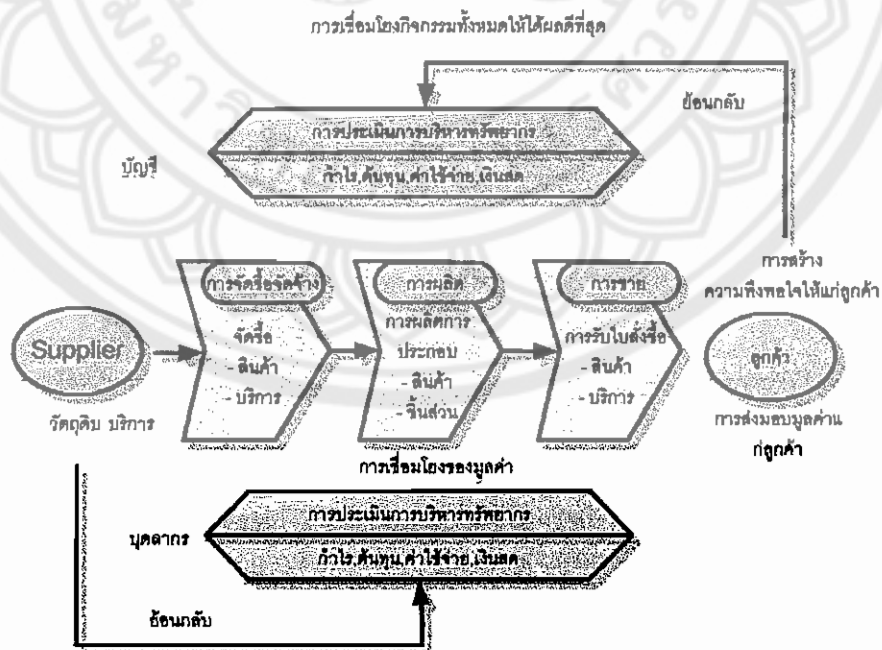 การเชื่อมโยงกิจกรรมทั้งหมดให้ได้ผลดีที่สุด
ย้อนกลับ
การประเมินการบริหารทรัพยากร
บัญชี
กำไร,ต้นทุน,ค่าใช้จ่าย,เงินสด
การสร้าง
ความพึงพอใจให้แก่ลูกค้า
การจัดซื้อจัดจ้าง
การผลิต
การขาย
จัดซื้อ
- สินค้า
- บริการ
การผลิตการ
ประกอบ
- สินค้า
- ชิ้นส่วน
การรับใบสั่งซื้อ
- สินค้า
- บริการ
Supplier
ลูกค้า
วัตถุดิบ บริการ
การส่งมอบมูลค่าแ
ก่ลูกค้า
การเชื่อมโยงของมูลค่า
การประเมินการบริหารทรัพยากร
บุคลากร
กำไร,ต้นทุน,ค่าใช้จ่าย,เงินสด
ย้อนกลับ